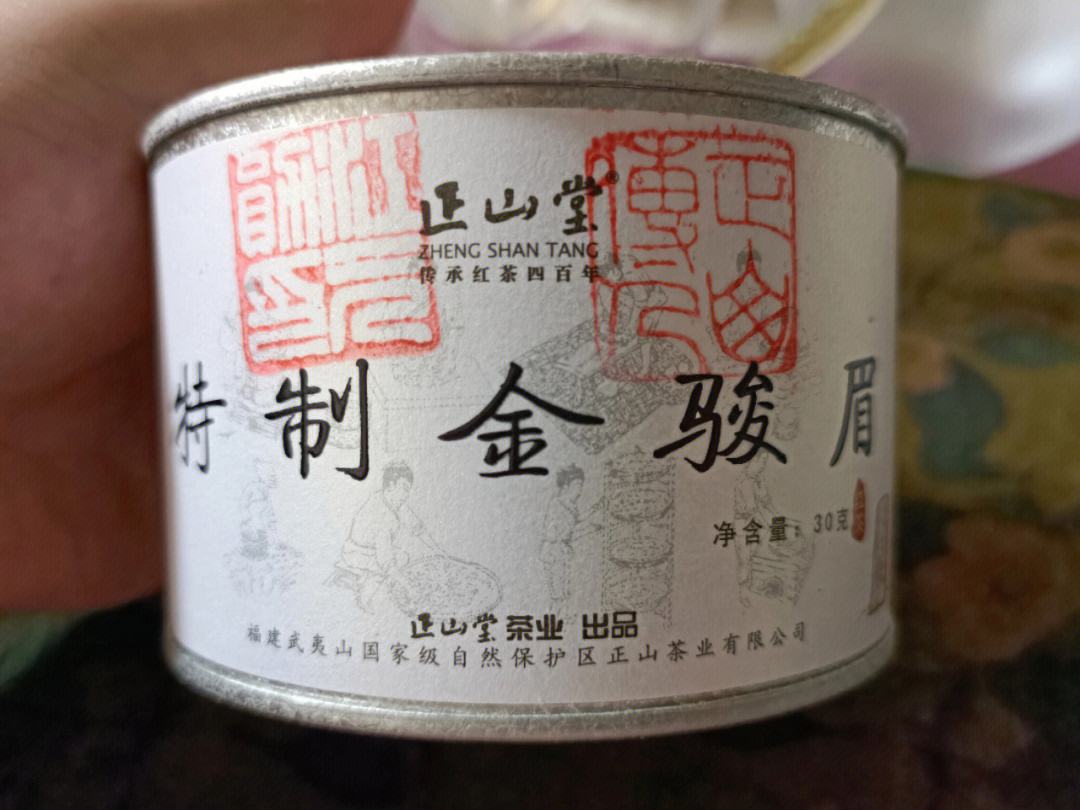 正山堂®
ZHENG SHAN TANG
传承红茶四百年
特制金骏眉
净含量：30克
正山堂茶业 出品
福建武夷山国家级自然保护区正山茶业有限公司